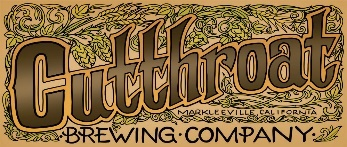 Cutthroat
MARKLEEVILLE, CALIFORNIA
·BREWING·COMPANY·